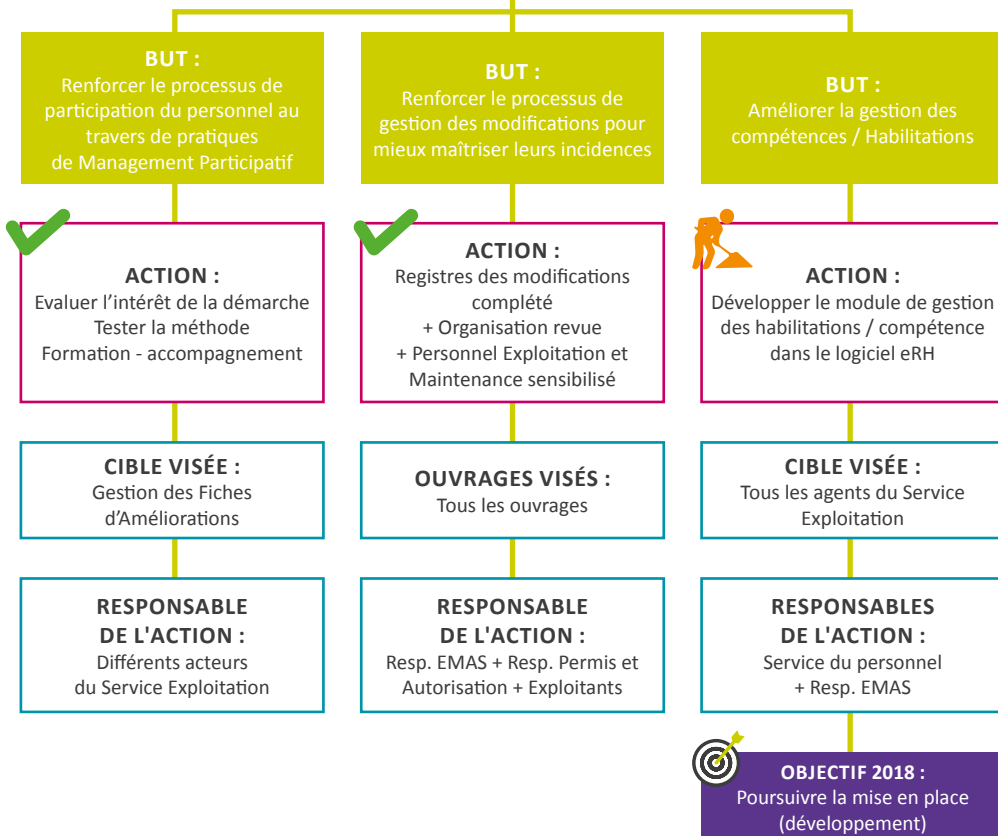 BUT :
Renforcer le processus de
participation du personnel au
travers de pratiques
de Management Participatif
ACTION :
Evaluer l'intérêt de la démarche
Tester la méthode
Formation - accompagnement
CIBLE VISÉE :
Gestion des Fiches
d'Améliorations
RESPONSABLE
DE L'ACTION :
Différents acteurs
du Service Exploitation
BUT :
Renforcer le processus de
gestion des modifications pour
mieux maîtriser leurs incidences
ACTION :
Registres des modifications
complété
+ Organisation revue
+ Personnel Exploitation et
Maintenance sensibilisé
OUVRAGES VISÉS :
Tous les ouvrages
RESPONSABLE
DE L'ACTION :
Resp. EMAS + Resp. Permis et
Autorisation + Exploitants
BUT :
Améliorer la gestion des
compétences / Habilitations
ACTION :
Développer le module de gestion
des habilitations / compétence
dans le logiciel eRH
CIBLE VISÉE :
Tous les agents du Service
Exploitation
RESPONSABLES
DE L'ACTION :
Service du personnel
+ Resp. EMAS
OBJECTIF 2018 :
Poursuivre la mise en place
(développement)